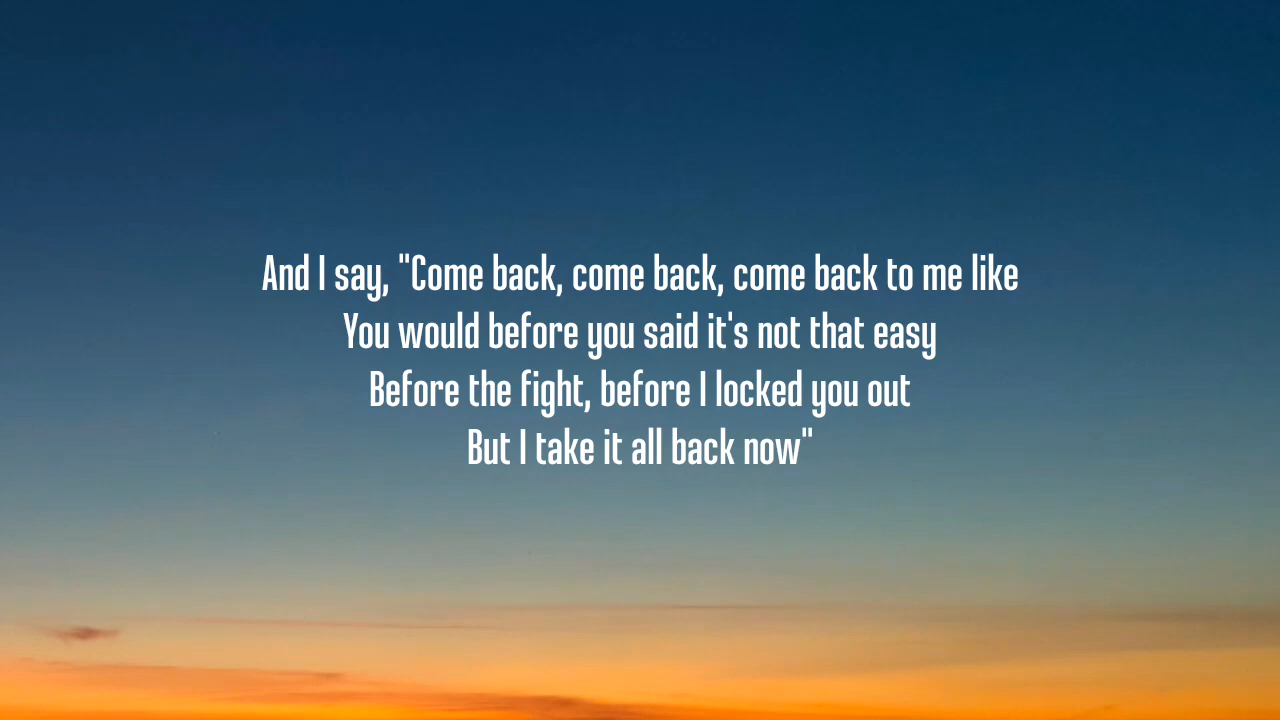 And I say, "Come back, come back, come back to me like
You would before you said it's not that easy
Before the fight, before I locked you out
But I take it all back now"